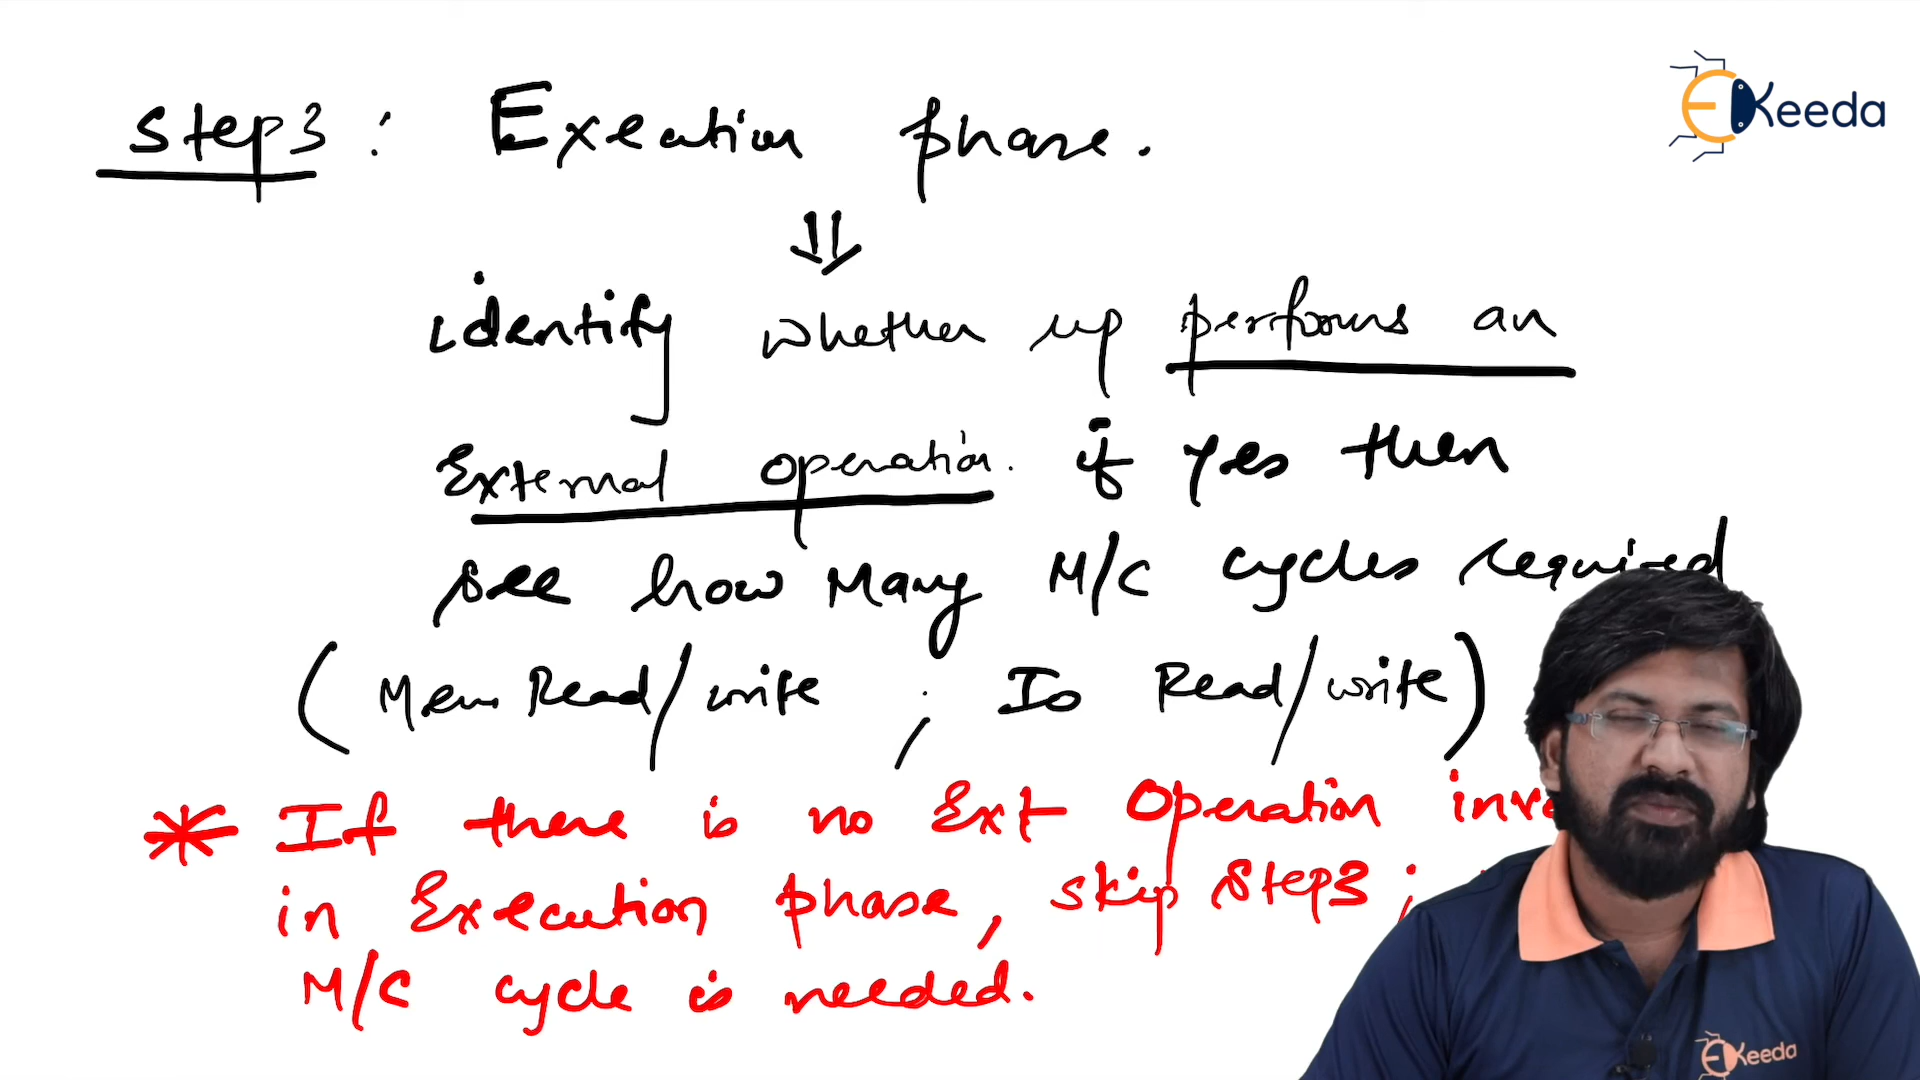 EKeeda
Step3: Execution phase.
identify whether up performs an
External operation. if yes then
see how Many M/C cycles required
(Mem Read/write ; Io Read/write)
* If there is no Ext Operation
in Execution phase, skip Step3;
M/C cycle is needed.
EKeeda